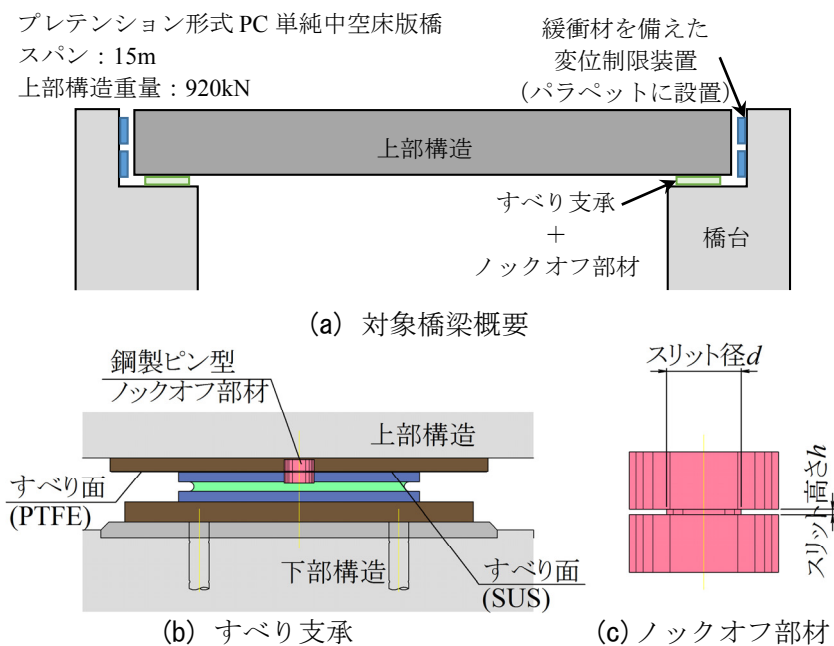 プレテンション形式 PC 単純中空床版橋
スパン：15m
上部構造重量：920kN
緩衝材を備えた
変位制限装置
(パラペットに設置)
上部構造
すべり支承
＋
ノックオフ部材
橋台
(a) 対象橋梁概要
鋼製ピン型
ノックオフ部材
上部構造
すべり面
(PTFE)
下部構造
すべり面
(SUS)
(b) すべり支承
スリット径d
スリット高さh
(c) ノックオフ部材